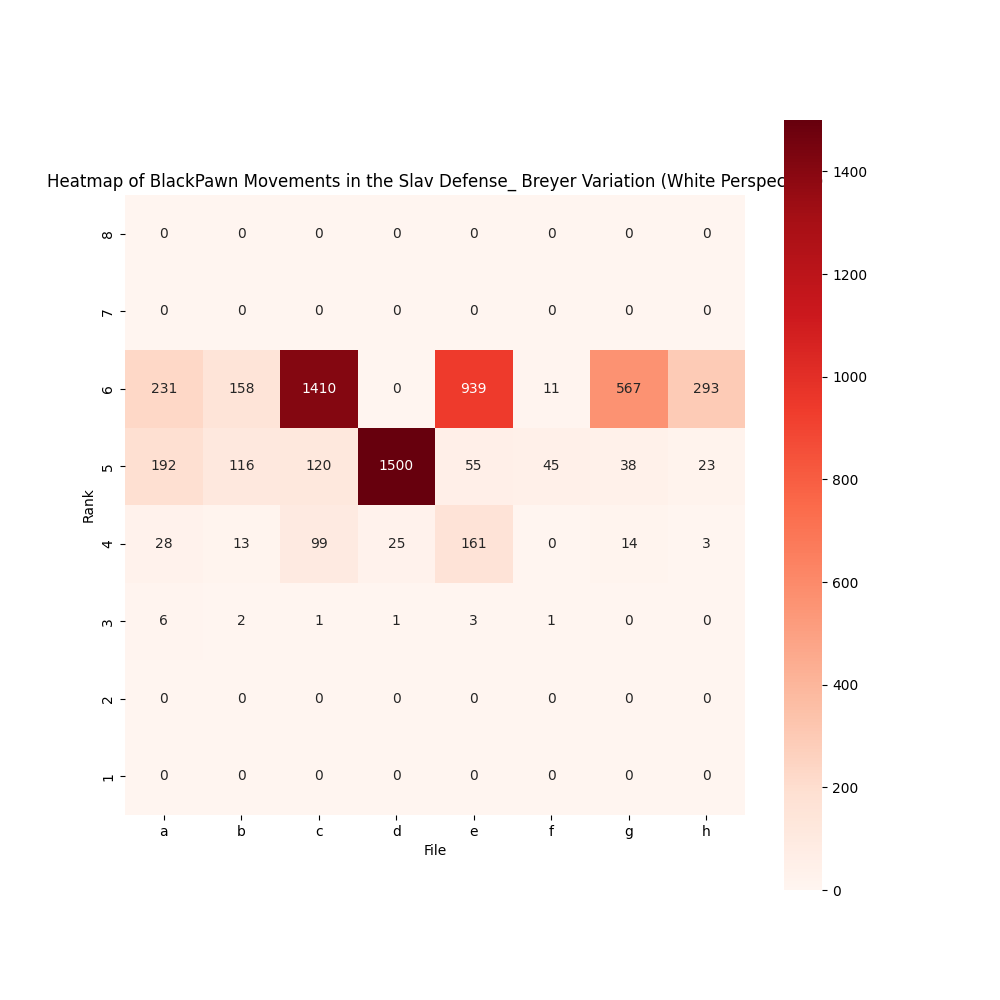 Heatmap of BlackPawn Movements in the Slav Defense_ Breyer Variation (White Perspec
1400
1200
1000
800
600
400
200
0
Rank
8 0 0 0 0 0 0 0 0
7 0 0 0 0 0 0 0 0
6 231 158 1410 0 939 11 567 293
5 192 116 120 1500 55 45 38 23
4 28 13 99 25 161 0 14 3
3 6 2 1 1 3 1 0 0
2 0 0 0 0 0 0 0 0
1 0 0 0 0 0 0 0 0
a b c d e f g h
File